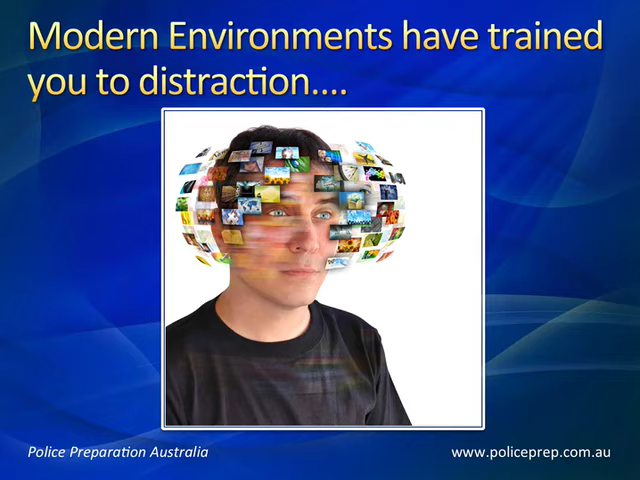 Modern Environments have trained
you to distraction....
Police Preparation Australia
www.policeprep.com.au